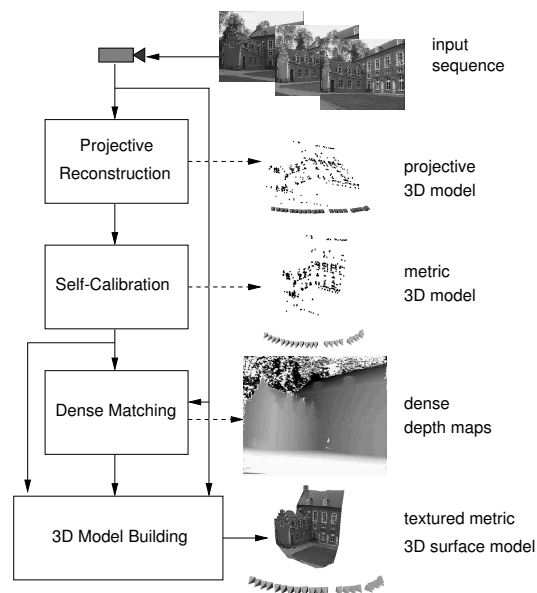 input
sequence
Projective
Reconstruction
projective
3D model
Self-Calibration
metric
3D model
Dense Matching
dense
depth maps
3D Model Building
textured metric
3D surface model